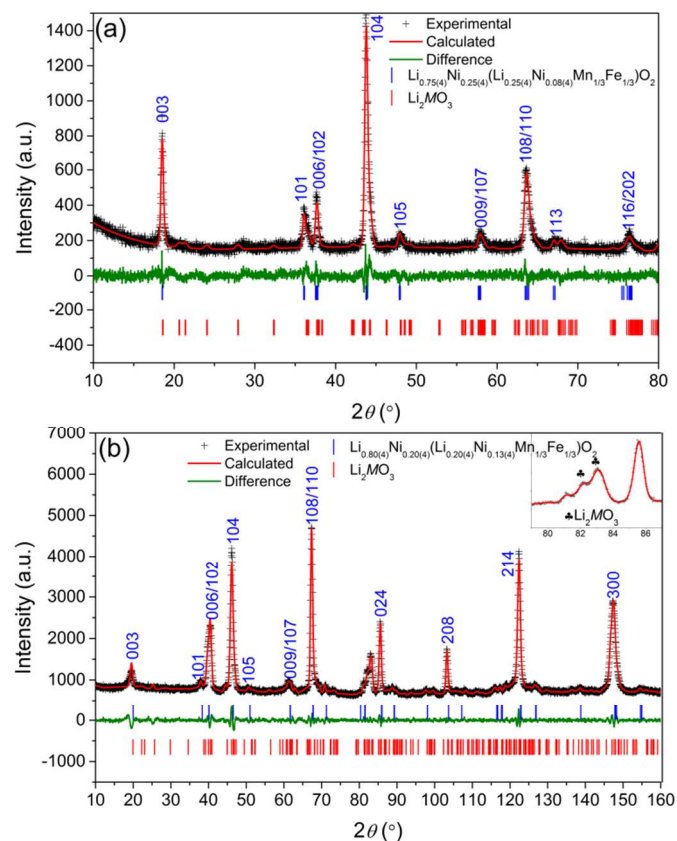 (a)
Experimental
Calculated
Difference
Li0.75(4)Ni0.25(4)(Li0.25(4)Ni0.08(4)Mn1/3Fe1/3)O2
Li2MO3
003
101
006/102
104
105
009/107
108/110
113
116/202
Intensity (a.u.)
1400
1200
1000
800
600
400
200
0
-200
-400
10 20 30 40 50 60 70 80
2θ (°)
(b)
Experimental
Calculated
Difference
Li0.80(4)Ni0.20(4)(Li0.20(4)Ni0.13(4)Mn1/3Fe1/3)O2
Li2MO3
♣
♣
♣Li2MO3
80 82 84 86
003
101
006/102
104
105
009/107
108/110
024
208
214
300
Intensity (a.u.)
7000
6000
5000
4000
3000
2000
1000
0
-1000
10 20 30 40 50 60 70 80 90 100 110 120 130 140 150 160
2θ (°)